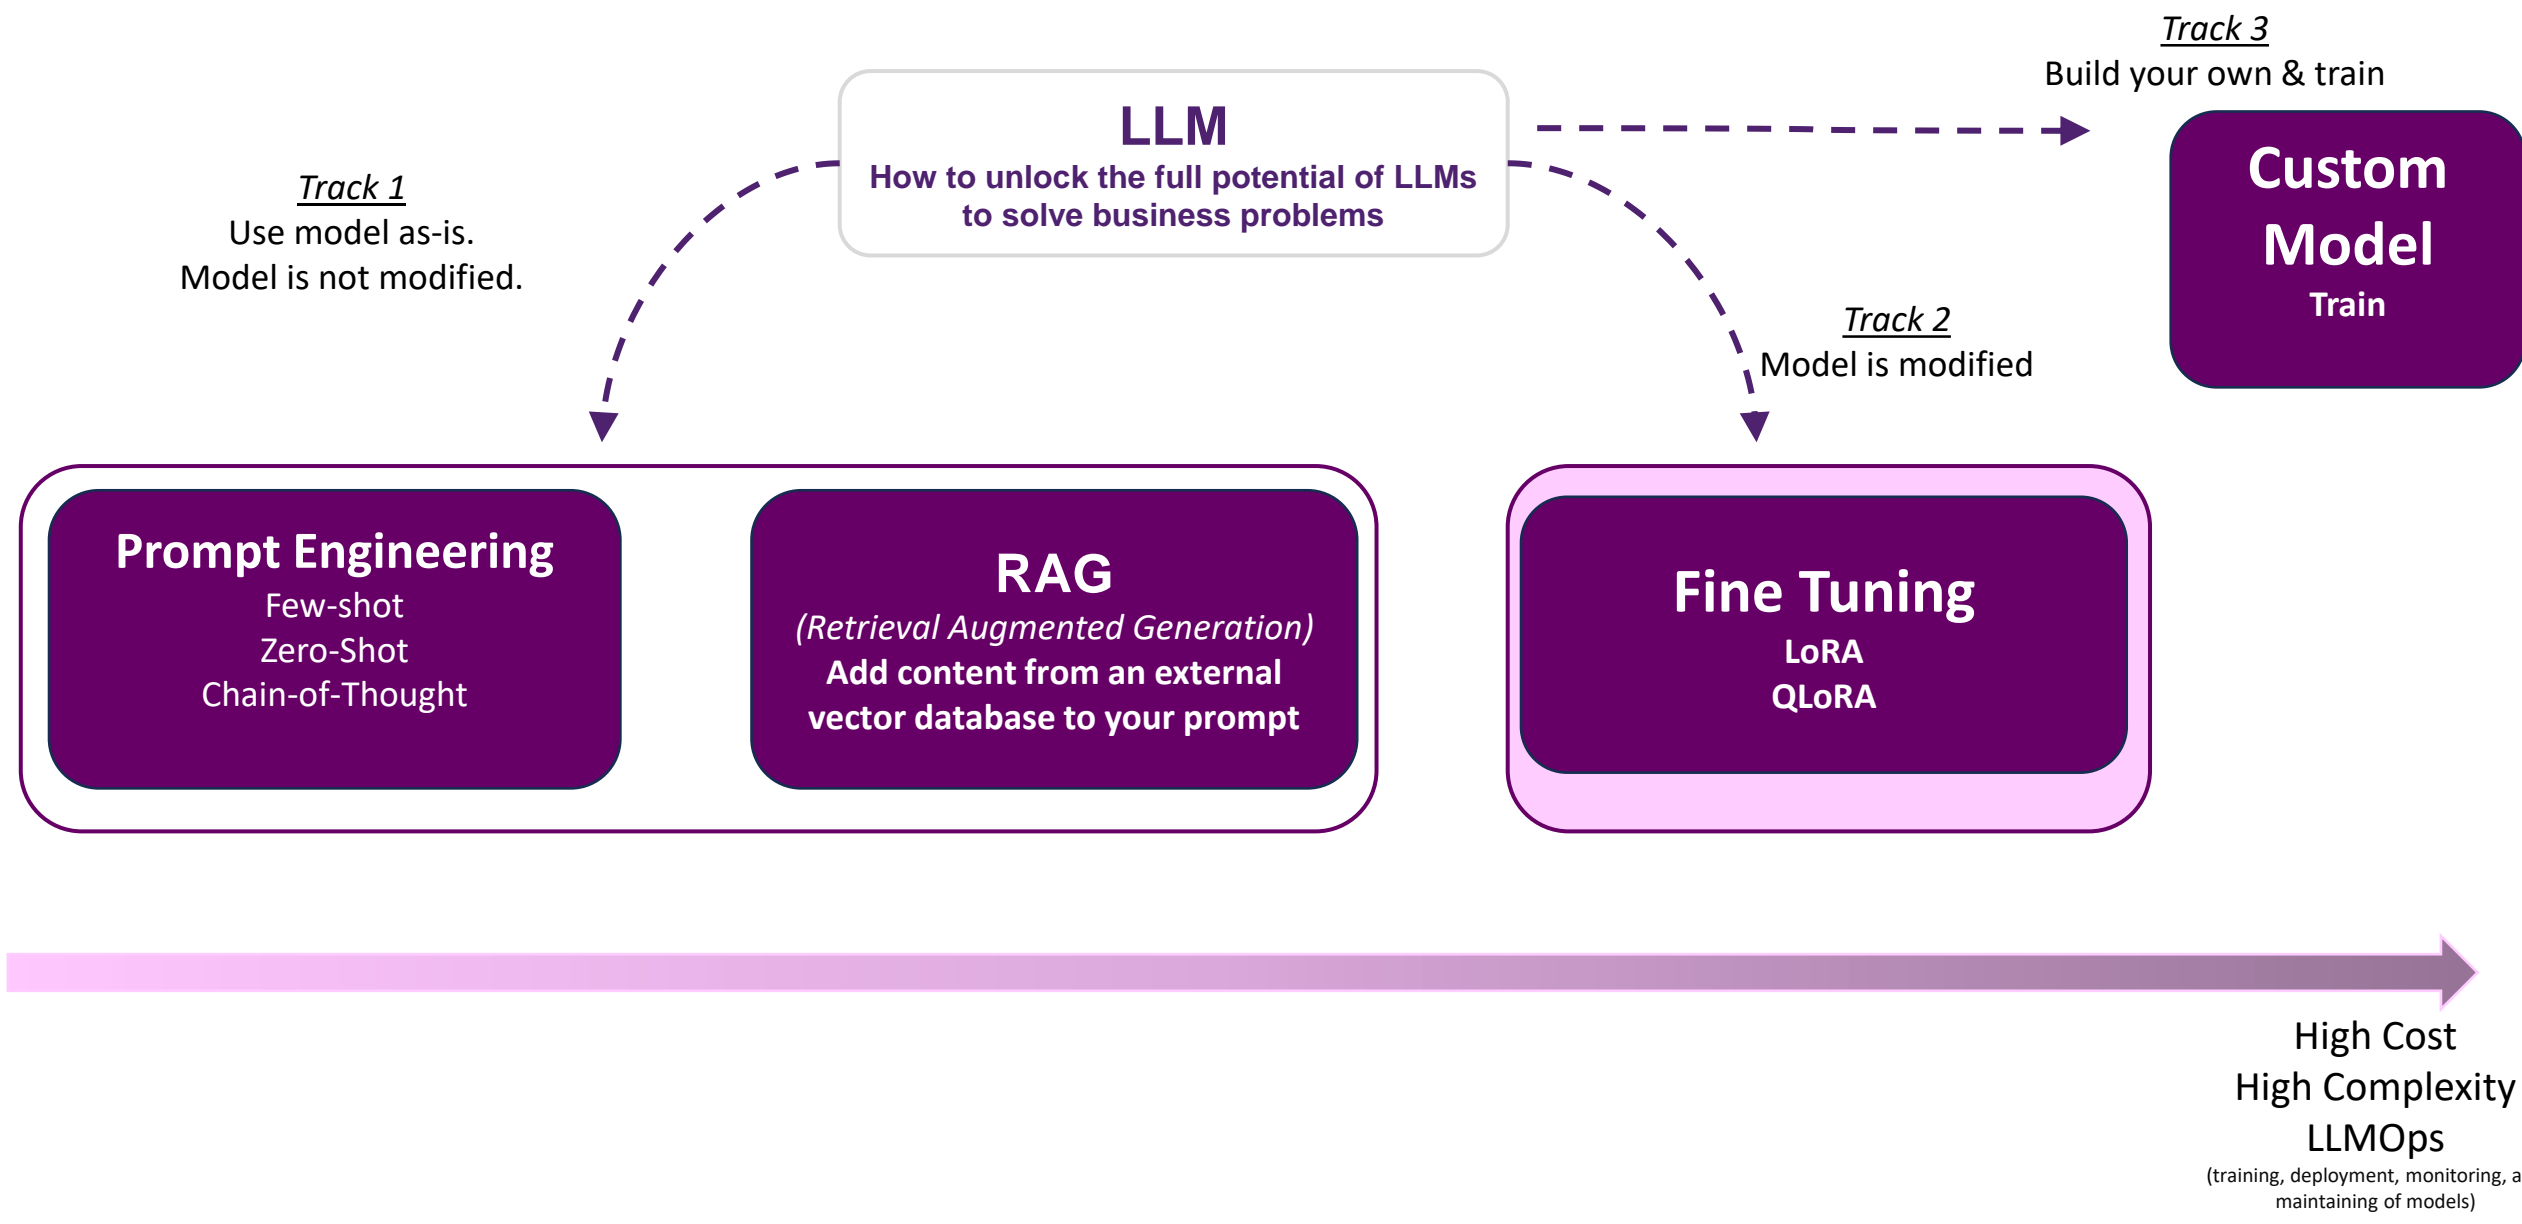 Track 3
Build your own & train
LLM
How to unlock the full potential of LLMs
to solve business problems
Custom
Model
Train
Track 1
Use model as-is.
Model is not modified.
Track 2
Model is modified
Prompt Engineering
Few-shot
Zero-Shot
Chain-of-Thought
RAG
(Retrieval Augmented Generation)
Add content from an external
vector database to your prompt
Fine Tuning
LoRA
QLoRA
High Cost
High Complexity
LLMOps
(training, deployment, monitoring, a
maintaining of models)